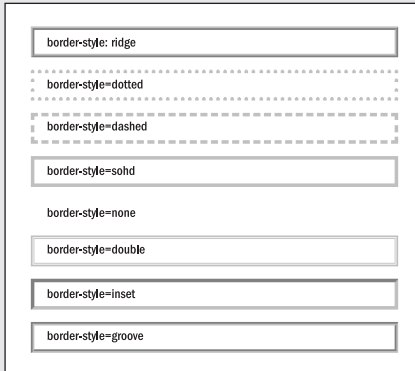 border-style: ridge
border-style=dotted
border-style=dashed
border-style=sohd
border-style=none
border-style=double
border-style=inset
border-style=groove